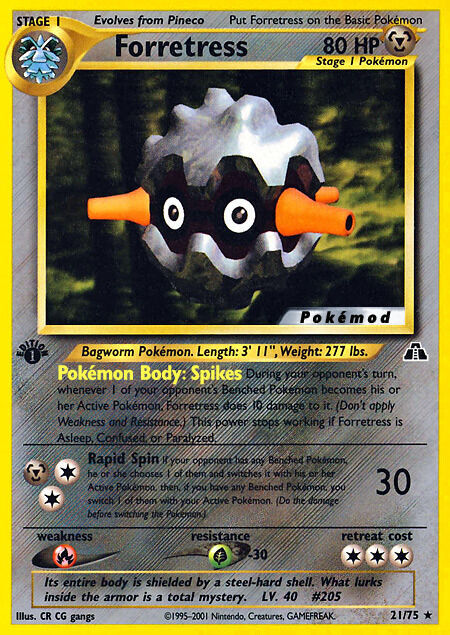 STAGE 1 Evolves from Pineco Put Forretress on the Basic Pokémon
Forretress 80 HP
Stage 1 Pokémon
Pokémod
EDITION 1
Bagworm Pokémon. Length: 3' 11", Weight: 277 lbs.
Pokémon Body: Spikes During your opponent's turn,
whenever 1 of your opponent's Benched Pokémon becomes his or
her Active Pokémon, Forretress does 10 damage to it. (Don't apply
Weakness and Resistance.) This power stops working if Forretress is
Asleep, Confused, or Paralyzed.
Rapid Spin If your opponent has any Benched Pokémon,
he or she chooses 1 of them and switches it with his or her
Active Pokémon, then, if you have any Benched Pokémon, you
switch 1 of them with your Active Pokémon. (Do the damage
before switching the Pokémon.)
30
weakness resistance retreat cost
-30
Its entire body is shielded by a steel-hard shell. What lurks
inside the armor is a total mystery. LV. 40 #205
Illus. CR CG gangs ©1995-2001 Nintendo, Creatures, GAMEFREAK. 21/75 ★